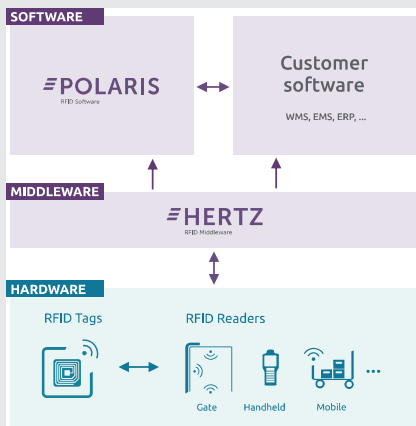 SOFTWARE
POLARIS
RFID Software
Customer
software
WMS, EMS, ERP, ...
MIDDLEWARE
HERTZ
RFID Middleware
HARDWARE
RFID Tags
RFID Readers
...
Gate
Handheld
Mobile